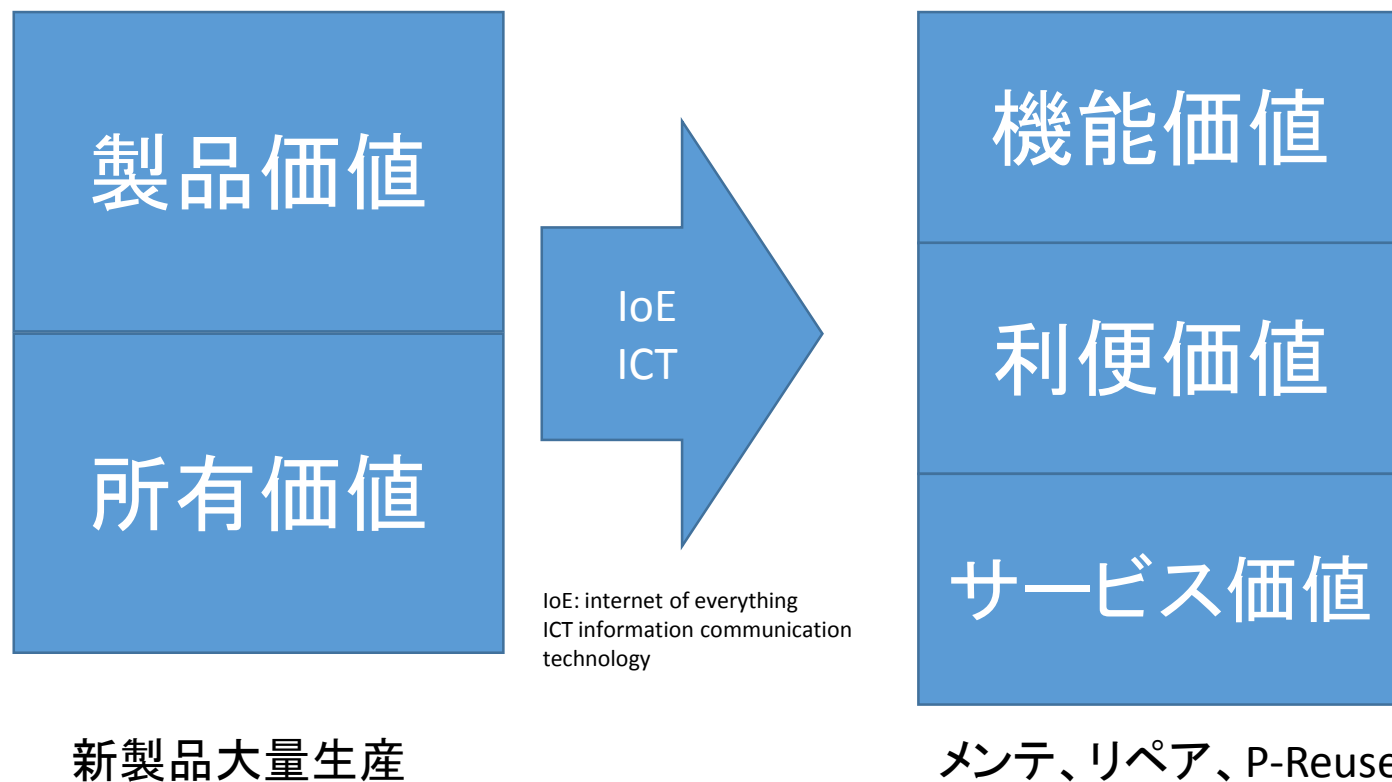 製品価値
所有価値
IoE
ICT
IoE: internet of everything
ICT information communication
technology
機能価値
利便価値
サービス価値
新製品大量生産
メンテ、リペア、P-Reuse